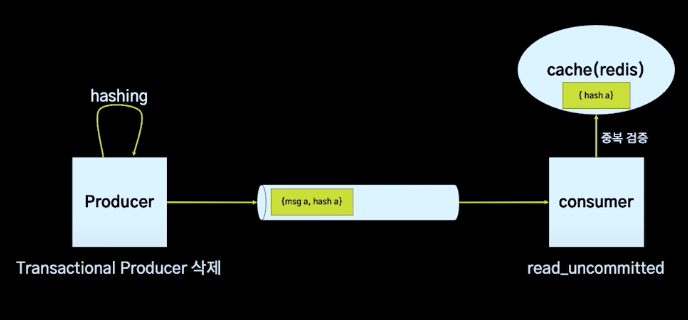 cache(redis)
{ hash a}
hashing
중복 검증
Producer
{msg a, hash a}
consumer
Transactional Producer 삭제
read_uncommitted